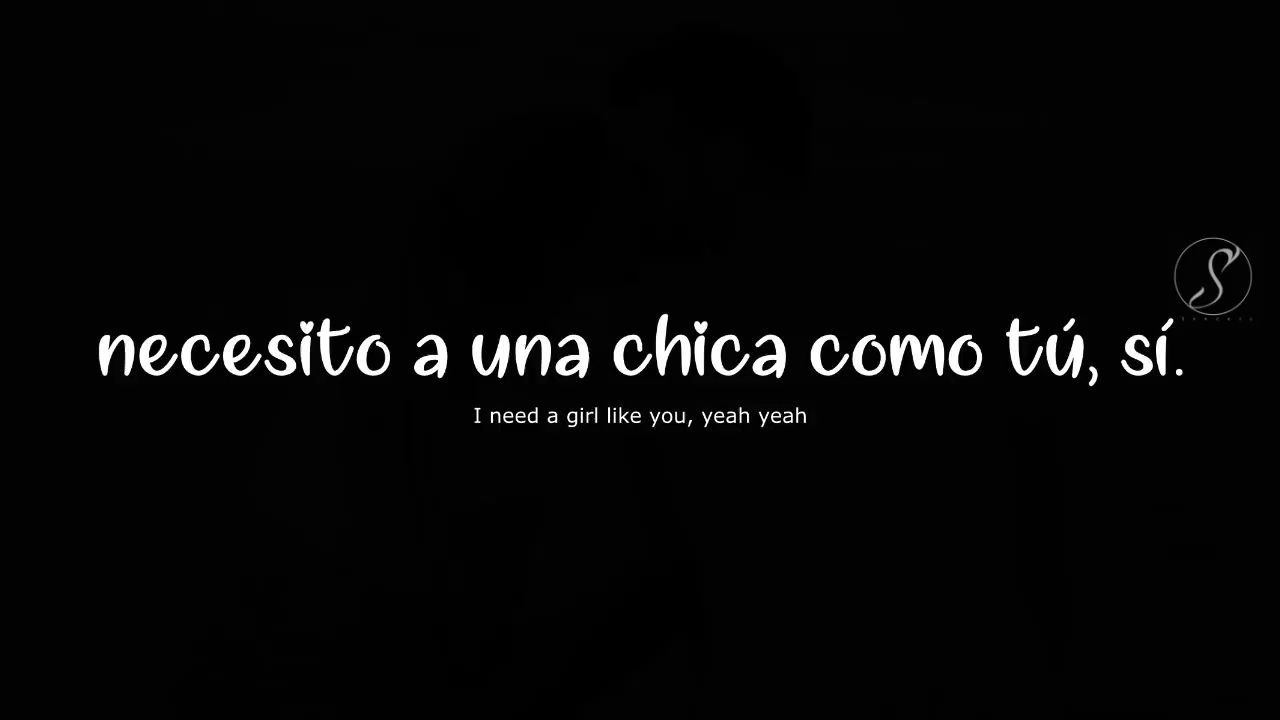 S
necesito a una chica como tú, sí.
I need a girl like you, yeah yeah